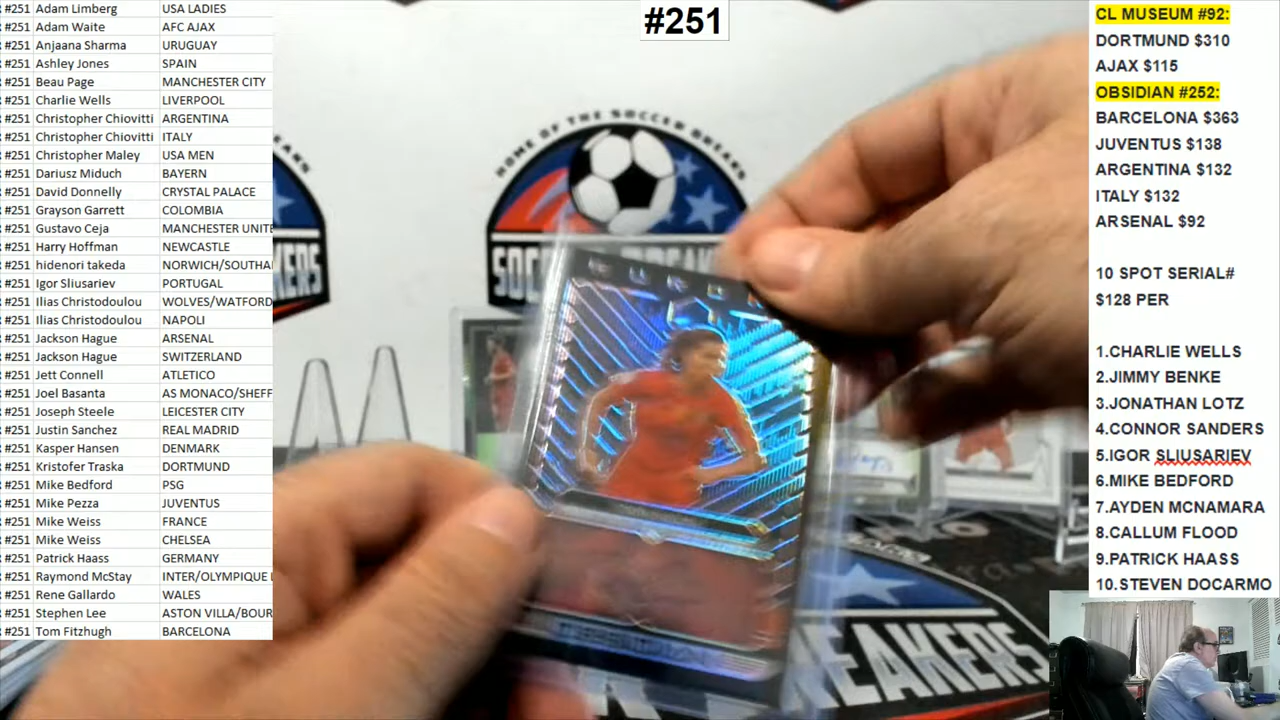 #251 Adam Limberg USA LADIES
#251 Adam Waite AFC AJAX
#251 Anjaana Sharma URUGUAY
#251 Ashley Jones SPAIN
#251 Beau Page MANCHESTER CITY
#251 Charlie Wells LIVERPOOL
#251 Christopher Chiovitti ARGENTINA
#251 Christopher Chiovitti ITALY
#251 Christopher Maley USA MEN
#251 Dariusz Miduch BAYERN
#251 David Donnelly CRYSTAL PALACE
#251 Grayson Garrett COLOMBIA
#251 Gustavo Ceja MANCHESTER UNITE
#251 Harry Hoffman NEWCASTLE
#251 hidenori takeda NORWICH/SOUTHA
#251 Igor Sliusariev PORTUGAL
#251 Ilias Christodoulou WOLVES/WATFORD
#251 Ilias Christodoulou NAPOLI
#251 Jackson Hague ARSENAL
#251 Jackson Hague SWITZERLAND
#251 Jett Connell ATLETICO
#251 Joel Basanta AS MONACO/SHEFF
#251 Joseph Steele LEICESTER CITY
#251 Justin Sanchez REAL MADRID
#251 Kasper Hansen DENMARK
#251 Kristofer Traska DORTMUND
#251 Mike Bedford PSG
#251 Mike Pezza JUVENTUS
#251 Mike Weiss FRANCE
#251 Mike Weiss CHELSEA
#251 Patrick Haass GERMANY
#251 Raymond McStay INTER/OLYMPIQUE
#251 Rene Gallardo WALES
#251 Stephen Lee ASTON VILLA/BOUR
#251 Tom Fitzhugh BARCELONA
#251
HOME OF THE SOCCER BREAKS
CL MUSEUM #92:
DORTMUND $310
AJAX $115
OBSIDIAN #252:
BARCELONA $363
JUVENTUS $138
ARGENTINA $132
ITALY $132
ARSENAL $92
10 SPOT SERIAL#
$128 PER
1.CHARLIE WELLS
2.JIMMY BENKE
3.JONATHAN LOTZ
4.CONNOR SANDERS
5.IGOR SLIUSARIEV
6.MIKE BEDFORD
7.AYDEN MCNAMARA
8.CALLUM FLOOD
9.PATRICK HAASS
10.STEVEN DOCARMO